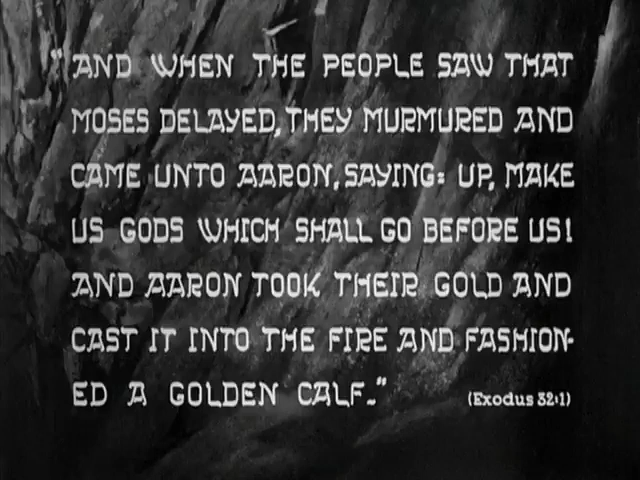 "AND WHEN THE PEOPLE SAW THAT
MOSES DELAYED, THEY MURMURED AND
CAME UNTO AARON, SAYING: UP, MAKE
US GODS WHICH SHALL GO BEFORE US!
AND AARON TOOK THEIR GOLD AND
CAST IT INTO THE FIRE AND FASHION-
ED A GOLDEN CALF."
(Exodus 32:1)